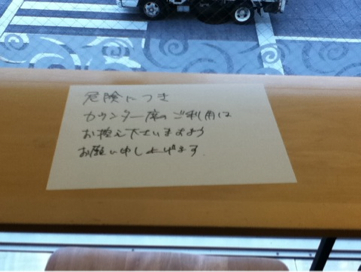 危険につき
カウンター席のご利用は
お控え下さいますよう
お願い申し上げます